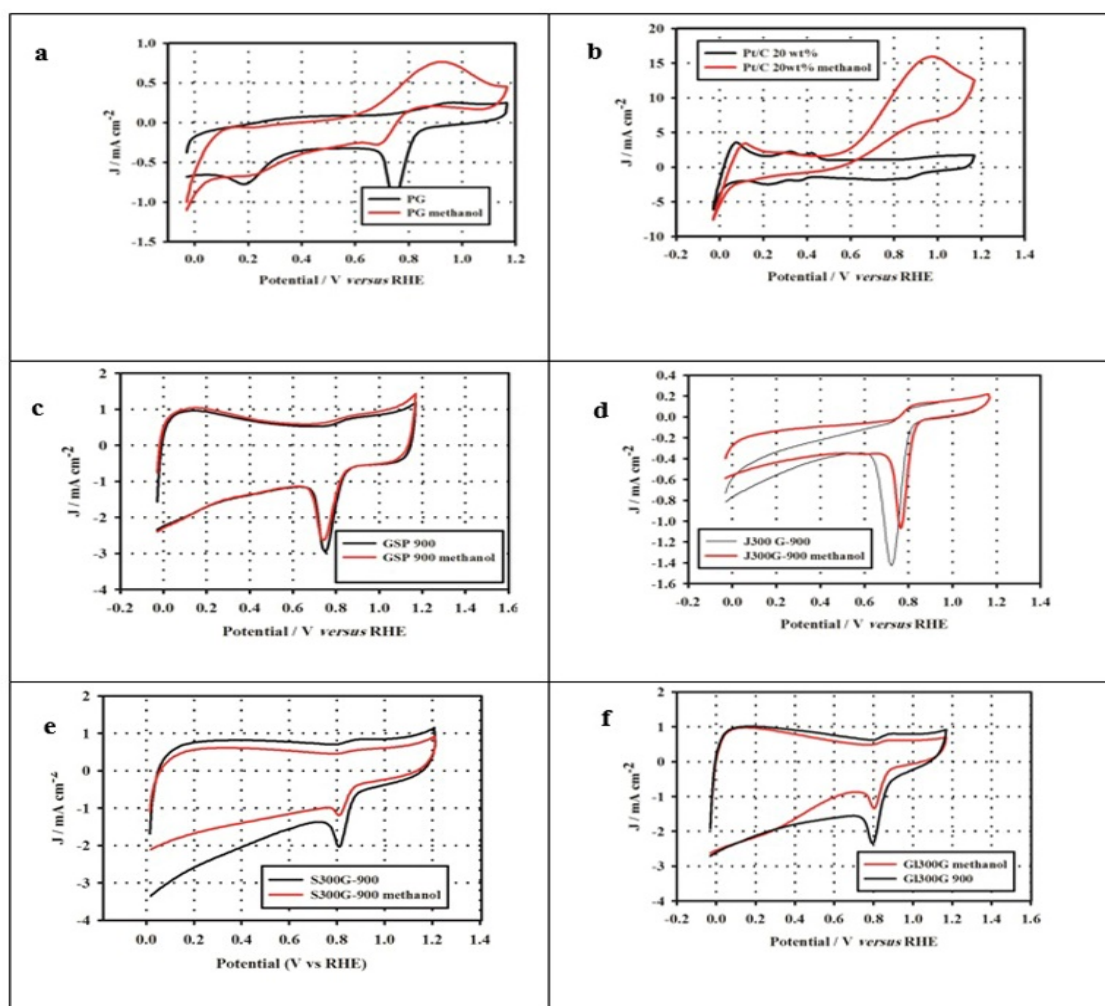 a
1.0
0.5
0.0
-0.5
-1.0
-1.5
J / mA cm-2
PG
PG methanol
0.0 0.2 0.4 0.6 0.8 1.0 1.2
Potential / V versus RHE
b
20
15
10
5
0
-5
-10
J / mA cm-2
Pt/C 20 wt%
Pt/C 20wt% methanol
0.0 0.2 0.4 0.6 0.8 1.0 1.2 1.4
Potential / V versus RHE
c
2
1
0
-1
-2
-3
-4
J / mA cm-2
GSP 900
GSP 900 methanol
-0.2 0.0 0.2 0.4 0.6 0.8 1.0 1.2 1.4 1.6
Potential / V versus RHE
d
0.4
0.2
0.0
-0.2
-0.4
-0.6
-0.8
-1.0
-1.2
-1.4
-1.6
J / mA cm-2
J300 G-900
J300G-900 methanol
0.0 0.2 0.4 0.6 0.8 1.0 1.2 1.4
Potential / V versus RHE
e
2
1
0
-1
-2
-3
-4
J / mA cm-2
S300G-900
S300G-900 methanol
0.0 0.2 0.4 0.6 0.8 1.0 1.2 1.4
Potential (V vs RHE)
f
2
1
0
-1
-2
-3
-4
J / mA cm-2
GI300G methanol
GI300G 900
0.0 0.2 0.4 0.6 0.8 1.0 1.2 1.4 1.6
Potential / V versus RHE